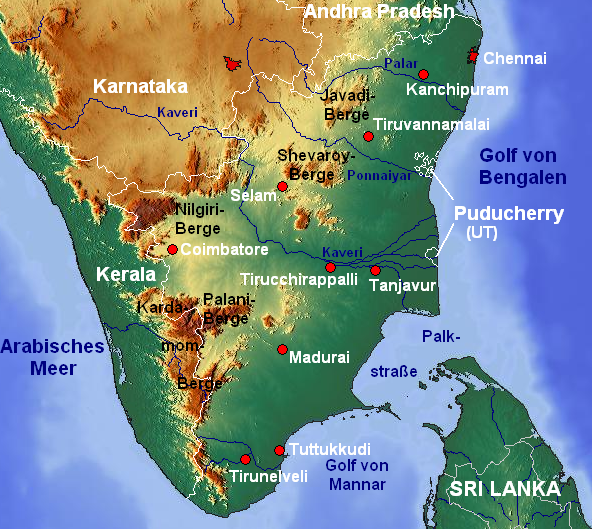 Andhra Pradesh
Chennai
Palar
Karnataka
Kanchipuram
Javadi-
Berge
Kaveri
Tiruvannamalai
Golf von
Bengalen
Shevaroy-
Berge
Ponnaiyar
Selam
Nilgiri-
Berge
Puducherry
(UT)
Coimbatore
Kaveri
Kerala
Tirucchirappalli
Tanjavur
Karda-
mom-
Berge
Palani-
Berge
Arabisches
Meer
Palk-
straße
Madurai
Tuttukkudi
Golf von
Mannar
Tirunelveli
SRI LANKA